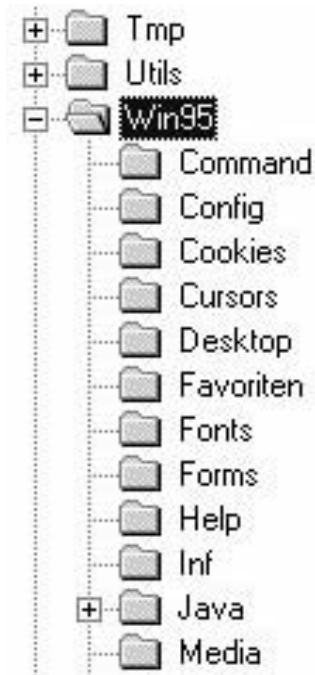 Tmp
Utils
Win95
Command
Config
Cookies
Cursors
Desktop
Favoriten
Fonts
Forms
Help
Inf
Java
Media